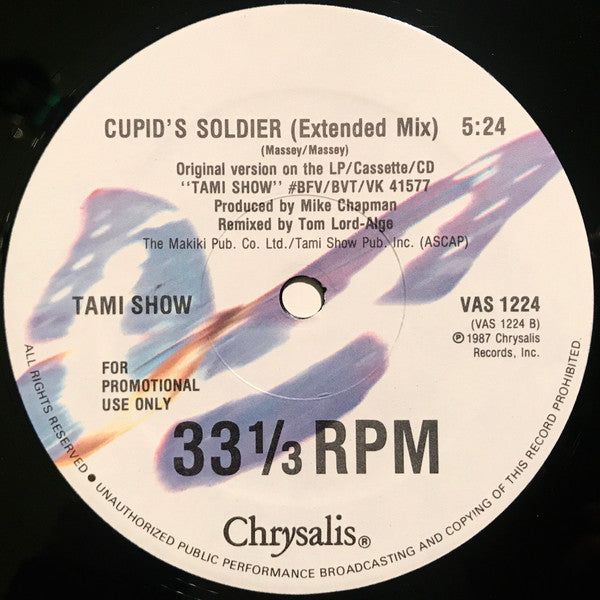 CUPID'S SOLDIER (Extended Mix) 5:24
(Massey/Massey)
Original version on the LP/Cassette/CD
"TAMI SHOW" #BFV/BVT/VK 41577
Produced by Mike Chapman
Remixed by Tom Lord-Alge
The Makiki Pub. Co. Ltd./Tami Show Pub. Inc. (ASCAP)
TAMI SHOW
VAS 1224
(VAS 1224 B)
℗ 1987 Chrysalis
Records, Inc.
FOR
PROMOTIONAL
USE ONLY
33 1/3 RPM
Chrysalis®
ALL RIGHTS RESERVED • UNAUTHORIZED PUBLIC PERFORMANCE BROADCASTING AND COPYING OF THIS RECORD PROHIBITED.